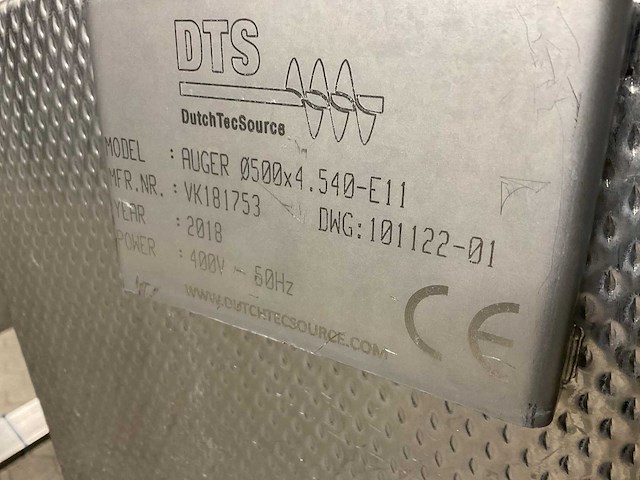 DTS
DutchTecSource
MODEL : AUGER Ø500x4.540-E11
MFR.NR. : VK181753 DWG:101122-01
YEAR : 2018
POWER : 400V ~ 60Hz
WWW.DUTCHTECSOURCE.COM
CE